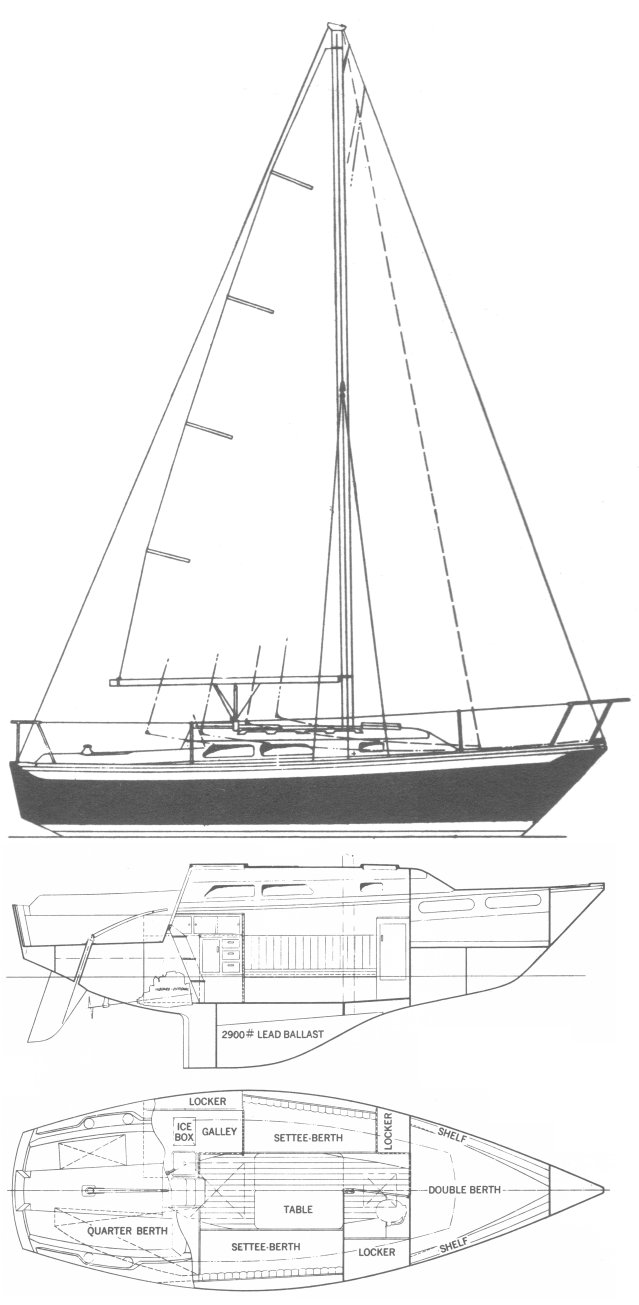 2900# LEAD BALLAST
LOCKER
ICE
BOX
GALLEY
SETTEE-BERTH
LOCKER
SHELF
DOUBLE BERTH
TABLE
QUARTER BERTH
SETTEE-BERTH
LOCKER
SHELF